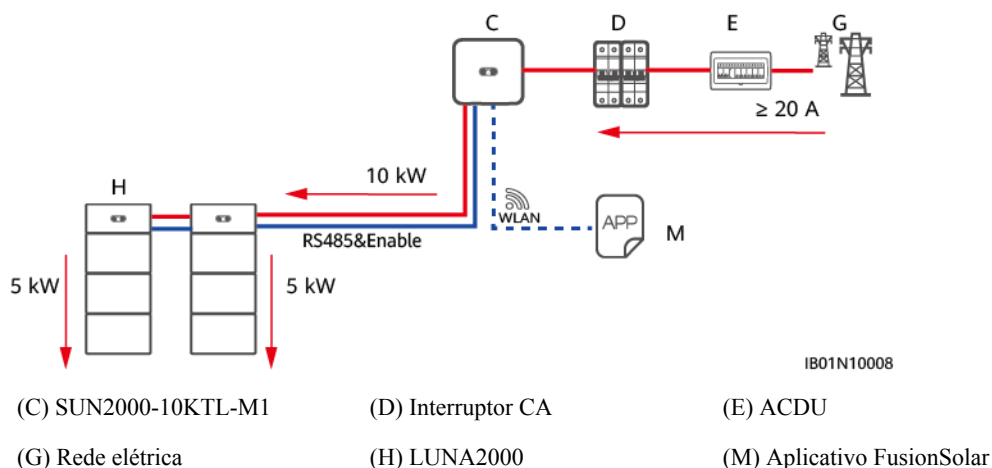 C D E G
≥ 20 A
10 kW
H
WLAN
APP
M
RS485&Enable
5 kW 5 kW
IB01N10008
(C) SUN2000-10KTL-M1 (D) Interruptor CA (E) ACDU
(G) Rede elétrica (H) LUNA2000 (M) Aplicativo FusionSolar